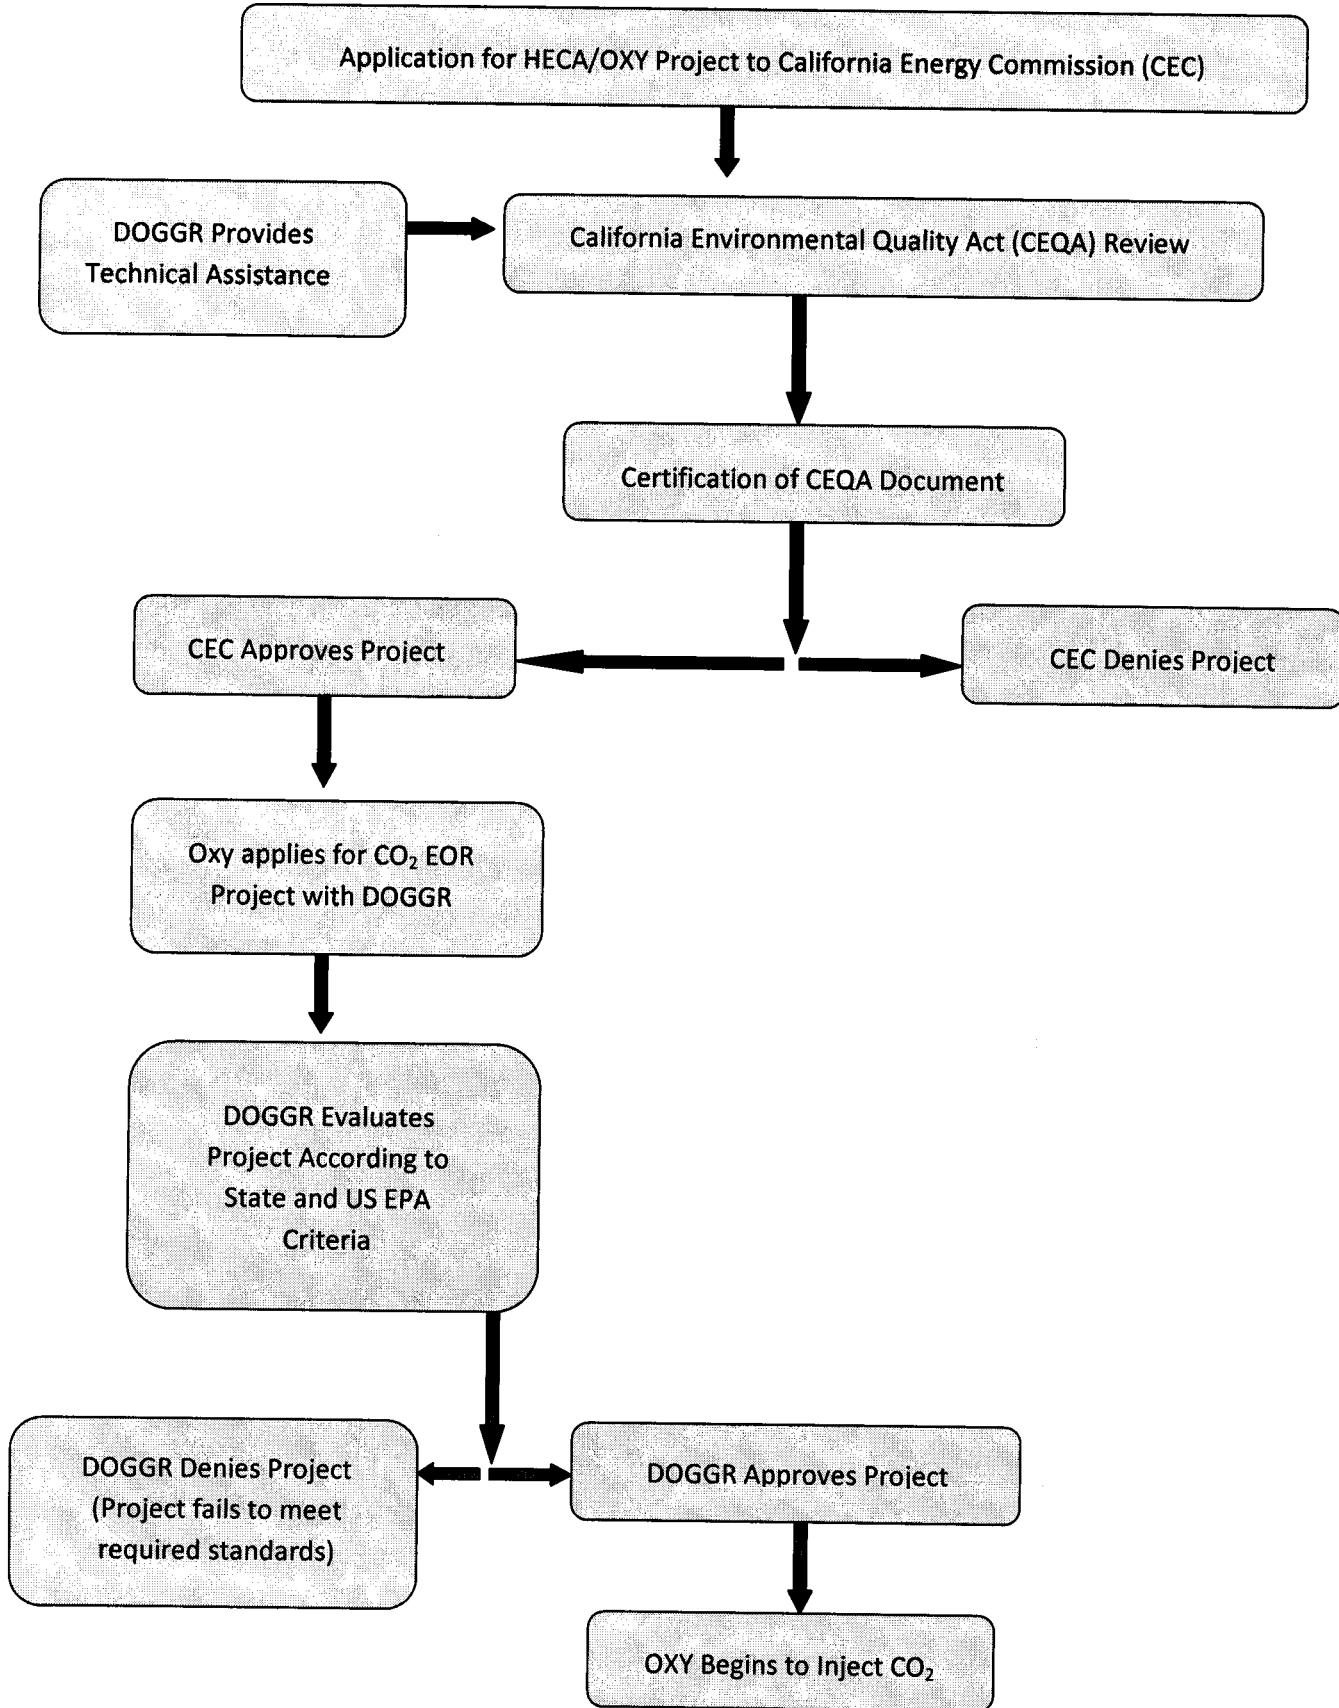 Application for HECA/OXY Project to California Energy Commission (CEC)
DOGGR Provides
Technical Assistance
California Environmental Quality Act (CEQA) Review
Certification of CEQA Document
CEC Approves Project
CEC Denies Project
Oxy applies for CO₂ EOR
Project with DOGGR
DOGGR Evaluates
Project According to
State and US EPA
Criteria
DOGGR Denies Project
(Project fails to meet
required standards)
DOGGR Approves Project
OXY Begins to Inject CO₂